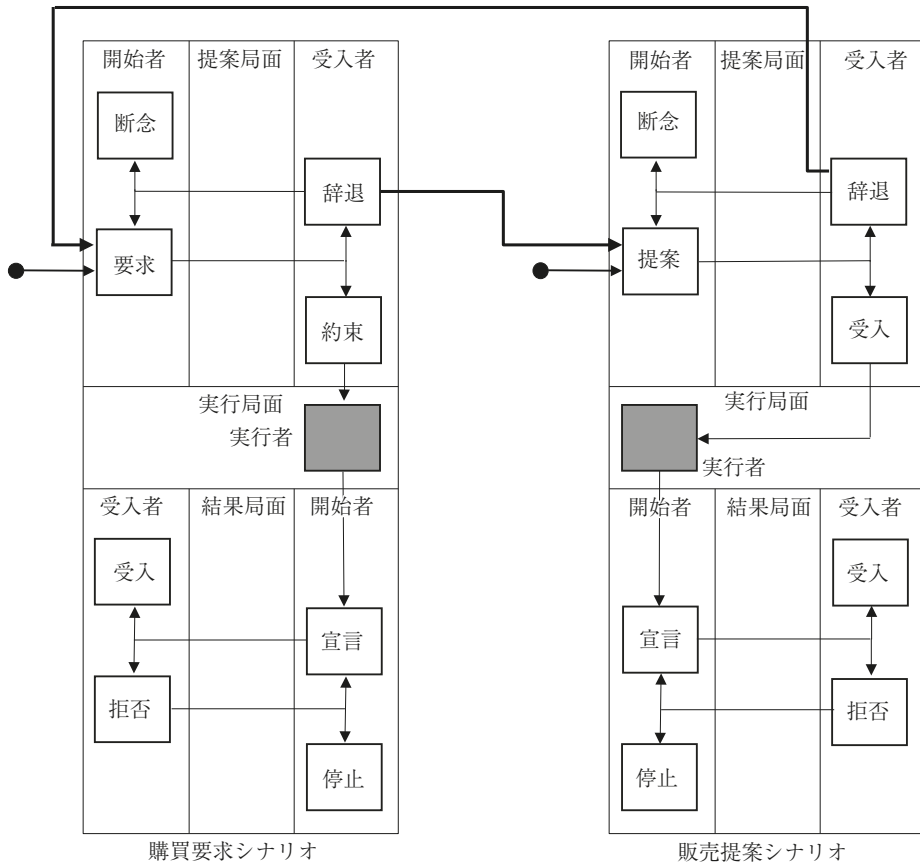 開始者 提案局面 受入者
断念
辞退
要求
約束
実行局面
実行者
受入者 結果局面 開始者
受入
宣言
拒否
停止
購買要求シナリオ
開始者 提案局面 受入者
断念
辞退
提案
受入
実行局面
実行者
開始者 結果局面 受入者
受入
宣言
拒否
停止
販売提案シナリオ